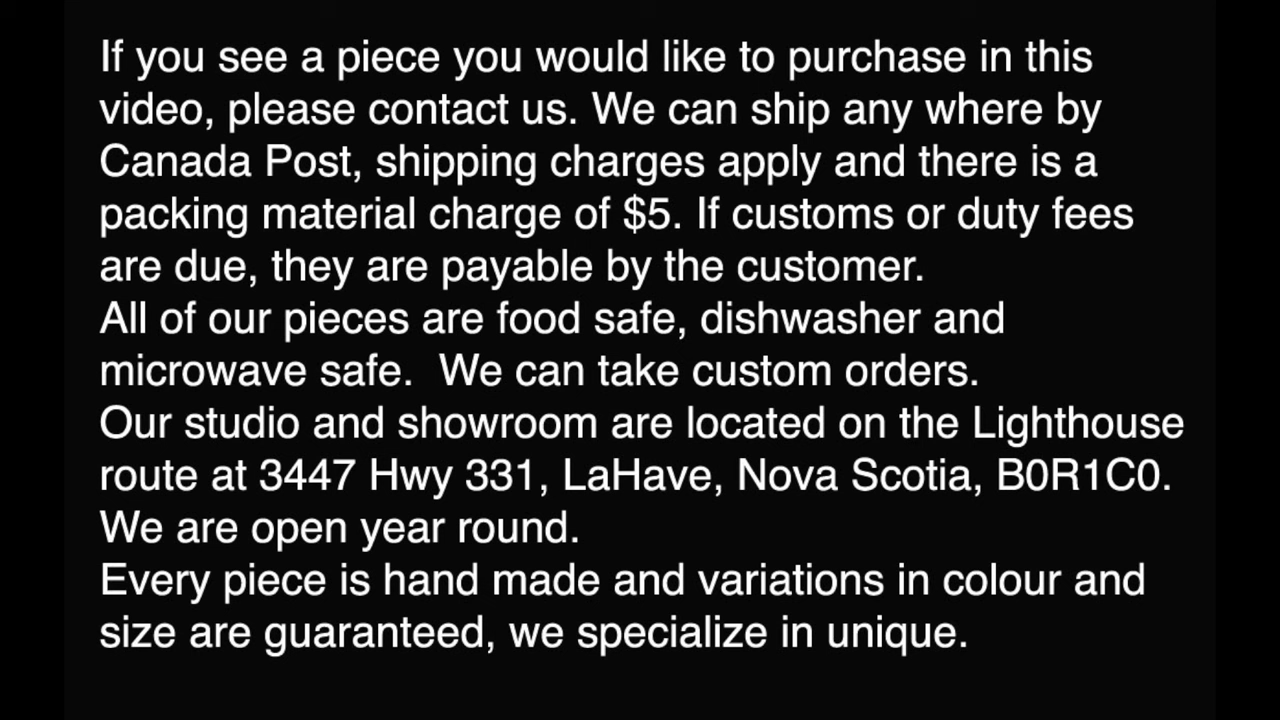 If you see a piece you would like to purchase in this
video, please contact us. We can ship any where by
Canada Post, shipping charges apply and there is a
packing material charge of $5. If customs or duty fees
are due, they are payable by the customer.
All of our pieces are food safe, dishwasher and
microwave safe.  We can take custom orders.
Our studio and showroom are located on the Lighthouse
route at 3447 Hwy 331, LaHave, Nova Scotia, B0R1C0.
We are open year round.
Every piece is hand made and variations in colour and
size are guaranteed, we specialize in unique.